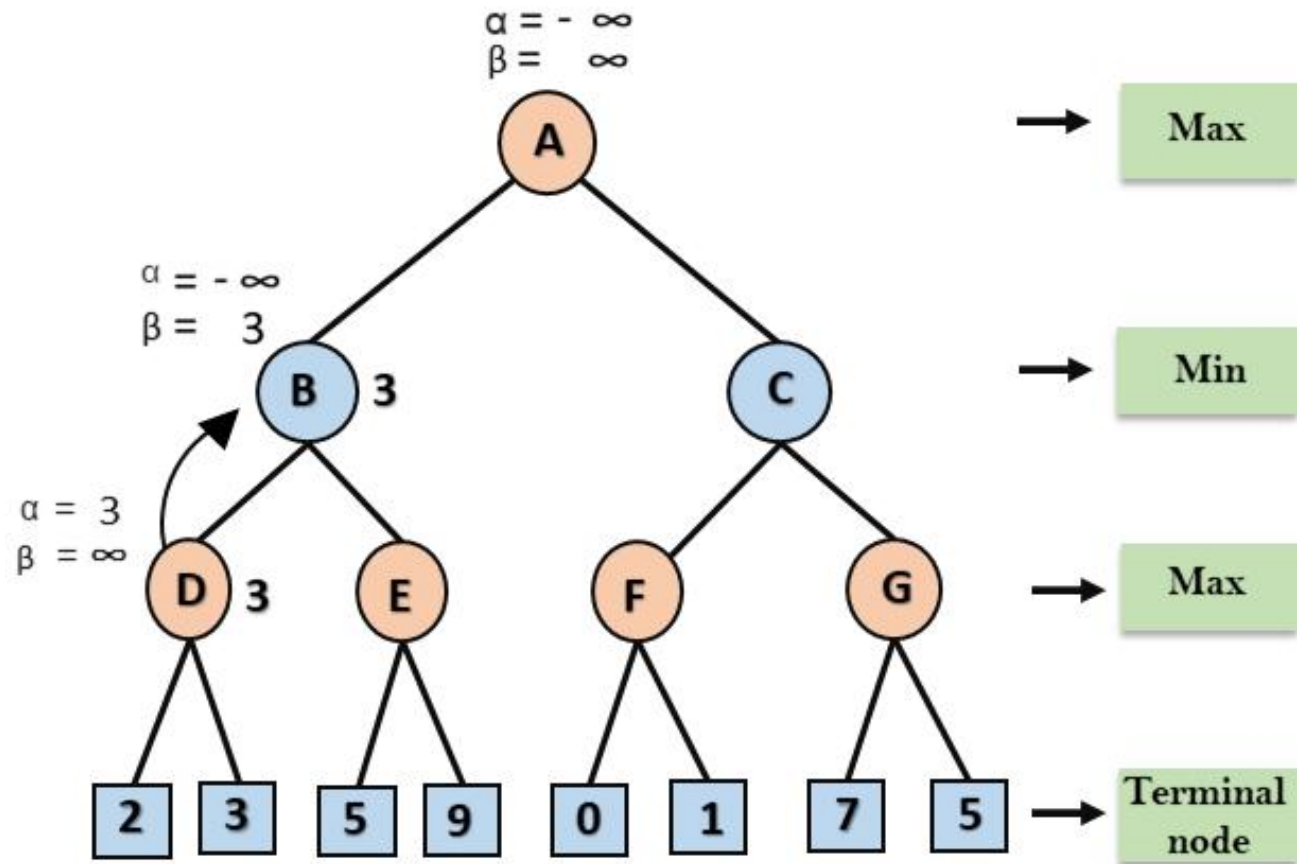 α = - ∞
β = ∞
A
Max
α = - ∞
β = 3
B 3
C
Min
α = 3
β = ∞
D 3
E
F
G
Max
2
3
5
9
0
1
7
5
Terminal
node